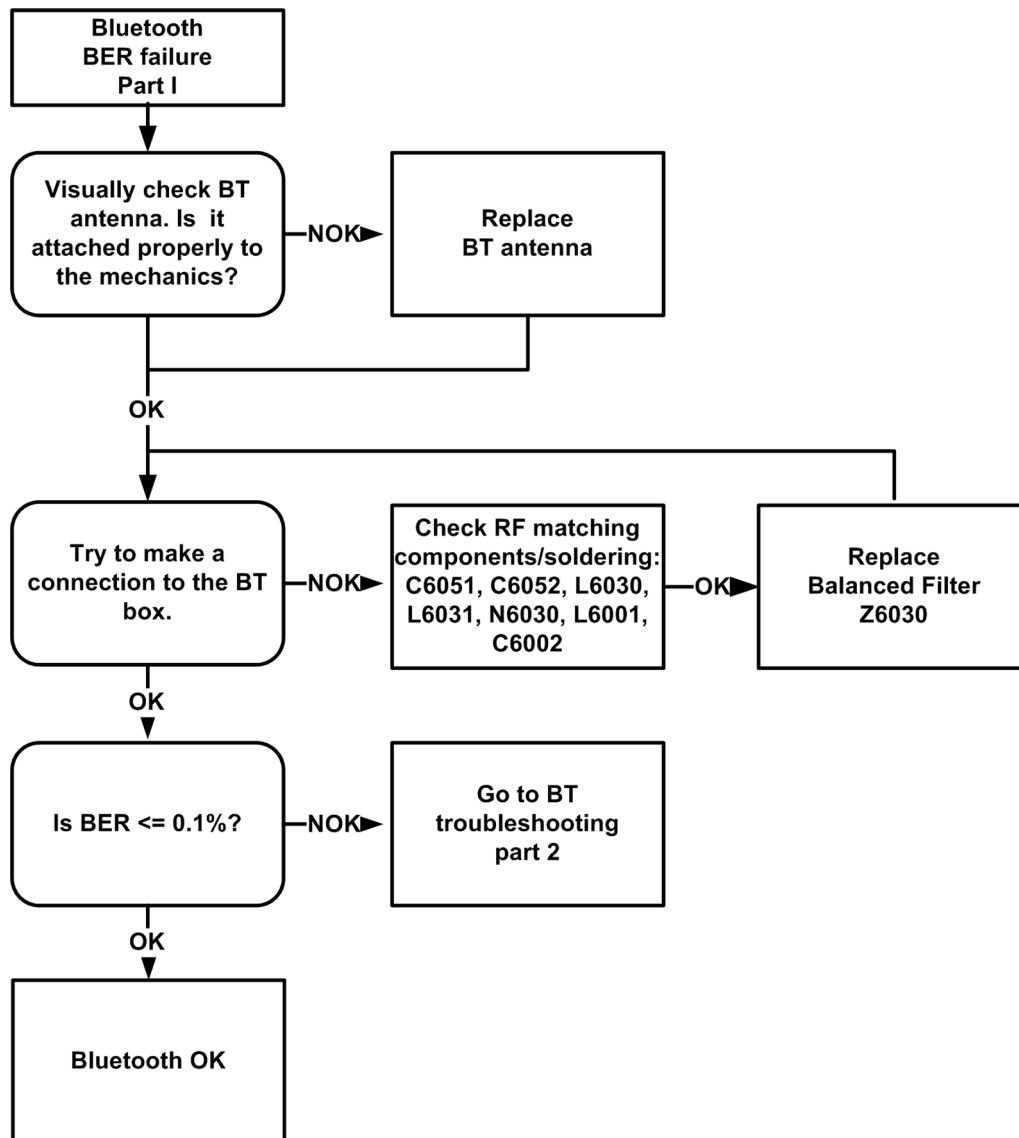 Bluetooth
BER failure
Part I
Visually check BT
antenna. Is it
attached properly to
the mechanics?
NOK
Replace
BT antenna
OK
Try to make a
connection to the BT
box.
NOK
Check RF matching
components/soldering:
C6051, C6052, L6030,
L6031, N6030, L6001,
C6002
OK
Replace
Balanced Filter
Z6030
OK
Is BER <= 0.1%?
NOK
Go to BT
troubleshooting
part 2
OK
Bluetooth OK